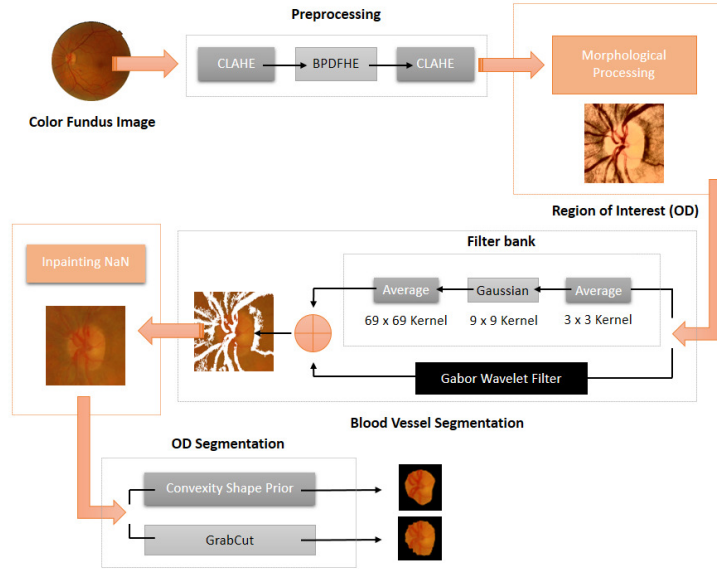 Preprocessing
CLAHE
BPDFHE
CLAHE
Color Fundus Image
Morphological
Processing
Region of Interest (OD)
Filter bank
Average
Gaussian
Average
69 x 69 Kernel
9 x 9 Kernel
3 x 3 Kernel
Gabor Wavelet Filter
Inpainting NaN
Blood Vessel Segmentation
OD Segmentation
Convexity Shape Prior
GrabCut